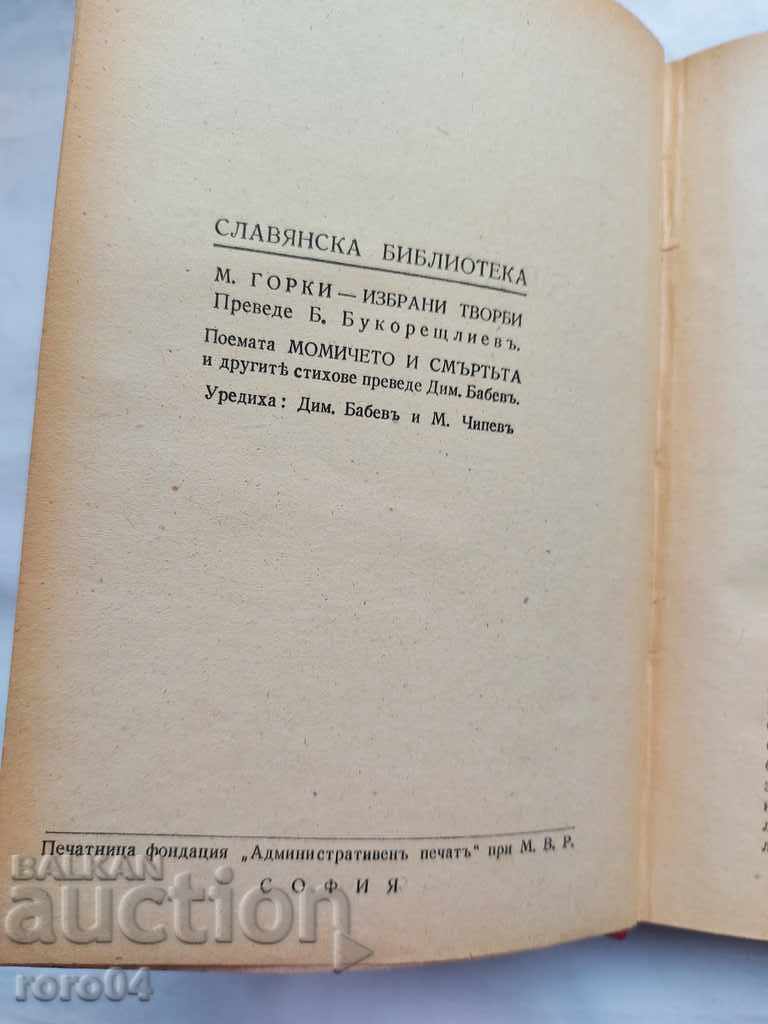 СЛАВЯНСКА БИБЛИОТЕКА
М. ГОРКИ — ИЗБРАНИ ТВОРБИ
Преведе Б. Букорещлиевъ.
Поемата МОМИЧЕТО И СМЪРТЬТА
и другитѣ стихове преведе Дим. Бабевъ.
Уредиха: Дим. Бабевъ и М. Чипевъ
Печатница фондация „Административенъ печатъ" при М. В. Р.
СОФИЯ
BALKAN
auction
roro04